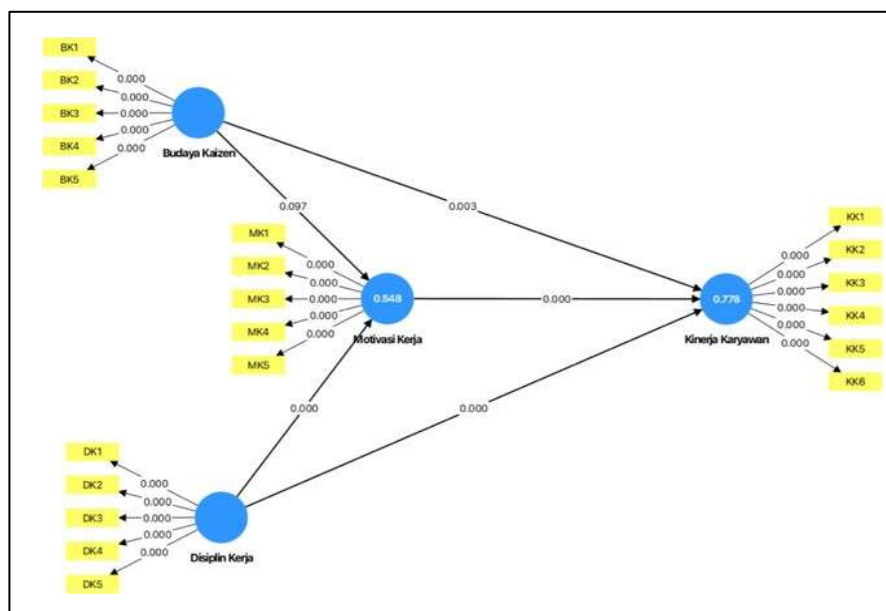 BK1
BK2
BK3
BK4
BK5
0.000
0.000
0.000
0.000
0.000
Budaya Kaizen
0.097
0.003
MK1
MK2
MK3
MK4
MK5
0.000
0.000
0.000
0.000
0.000
0.548
Motivasi Kerja
0.000
0.778
Kinerja Karyawan
0.000
0.000
0.000
0.000
0.000
0.000
KK1
KK2
KK3
KK4
KK5
KK6
0.000
0.000
DK1
DK2
DK3
DK4
DK5
0.000
0.000
0.000
0.000
0.000
Disiplin Kerja